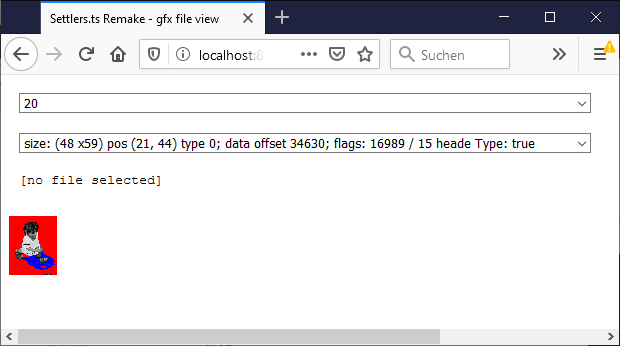 Settlers.ts Remake - gfx file view
localhost:8
Suchen
20
size: (48 x59) pos (21, 44) type 0; data offset 34630; flags: 16989 / 15 heade Type: true
[no file selected]